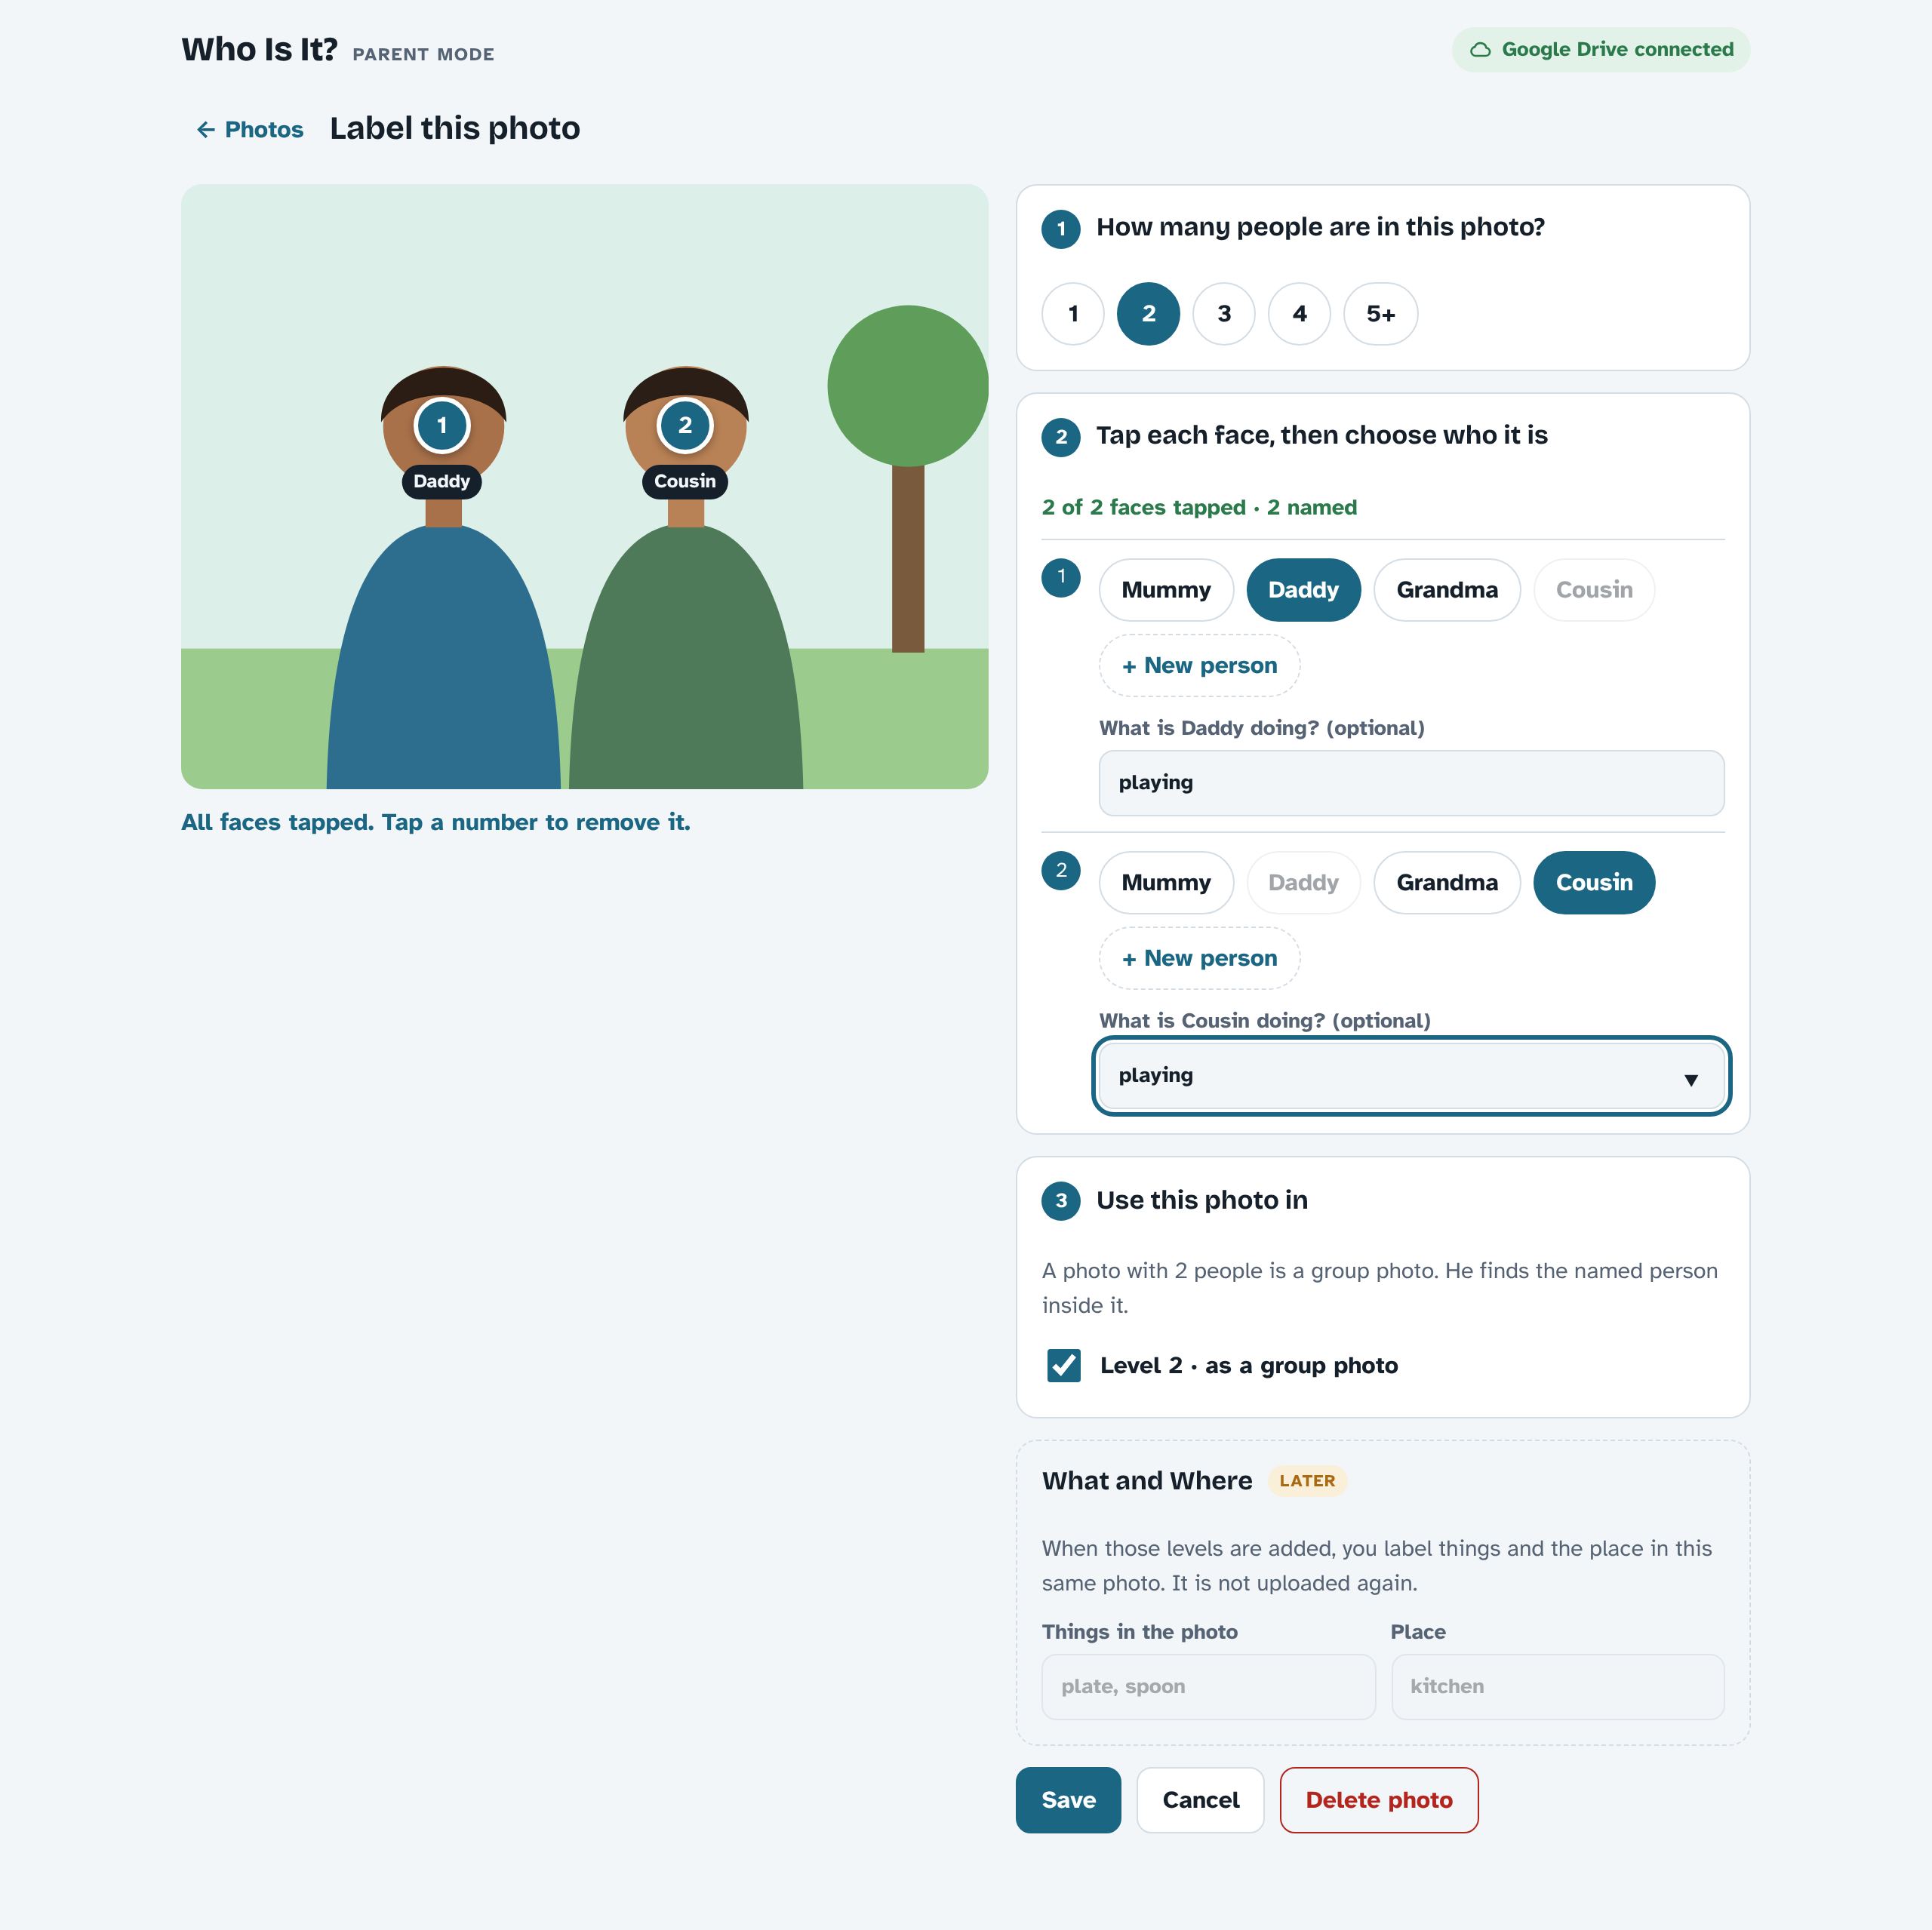 Who Is It? PARENT MODE
Google Drive connected
← Photos
Label this photo
1
Daddy
2
Cousin
All faces tapped. Tap a number to remove it.
1 How many people are in this photo?
1 2 3 4 5+
2 Tap each face, then choose who it is
2 of 2 faces tapped · 2 named
1 Mummy Daddy Grandma Cousin
+ New person
What is Daddy doing? (optional)
playing
2 Mummy Daddy Grandma Cousin
+ New person
What is Cousin doing? (optional)
playing
3 Use this photo in
A photo with 2 people is a group photo. He finds the named person
inside it.
Level 2 · as a group photo
What and Where LATER
When those levels are added, you label things and the place in this
same photo. It is not uploaded again.
Things in the photo Place
plate, spoon kitchen
Save Cancel Delete photo